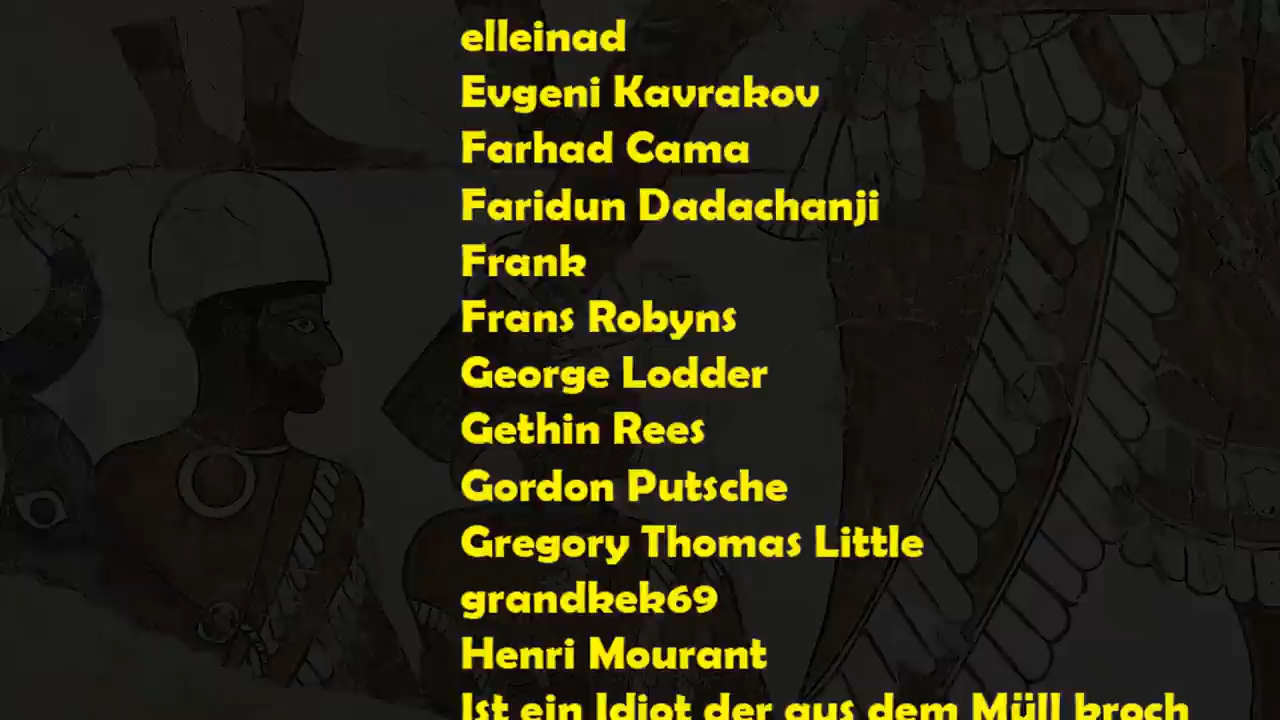 elleinad
Evgeni Kavrakov
Farhad Cama
Faridun Dadachanji
Frank
Frans Robyns
George Lodder
Gethin Rees
Gordon Putsche
Gregory Thomas Little
grandkek69
Henri Mourant
Ist ein Idiot der aus dem Müll kroch